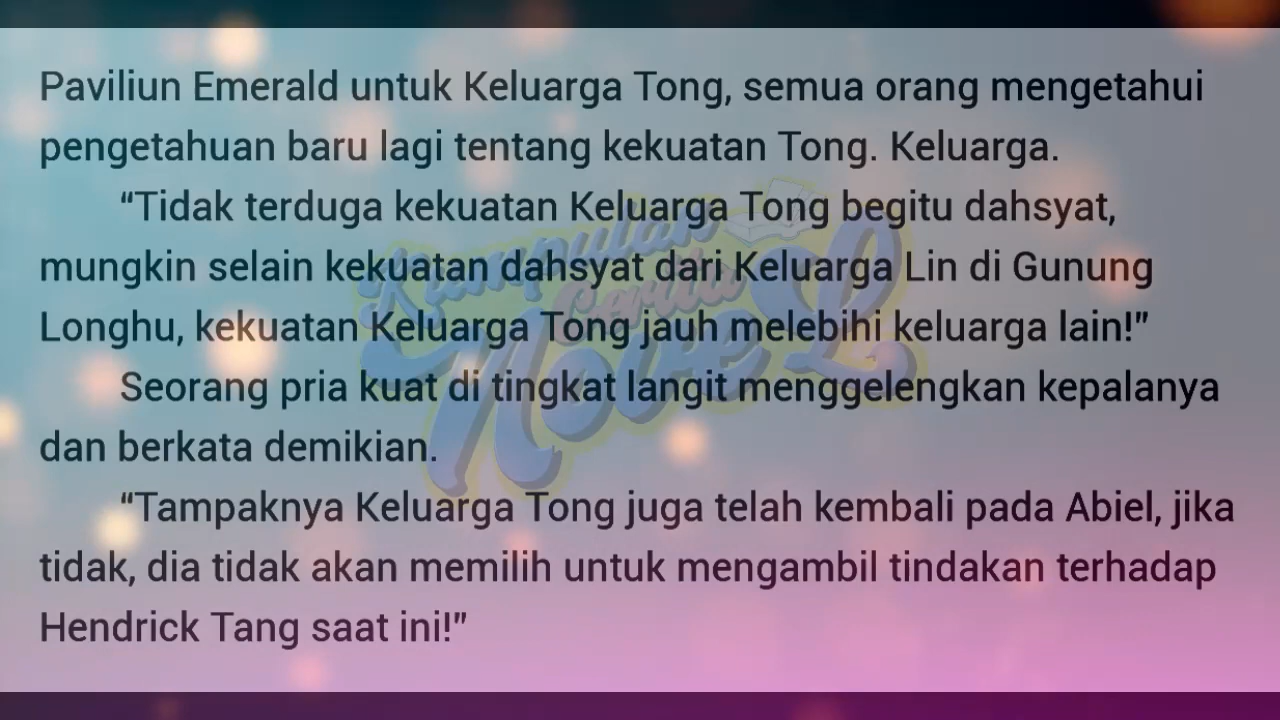 Paviliun Emerald untuk Keluarga Tong, semua orang mengetahui
pengetahuan baru lagi tentang kekuatan Tong. Keluarga.
“Tidak terduga kekuatan Keluarga Tong begitu dahsyat,
mungkin selain kekuatan dahsyat dari Keluarga Lin di Gunung
Longhu, kekuatan Keluarga Tong jauh melebihi keluarga lain!”
Seorang pria kuat di tingkat langit menggelengkan kepalanya
dan berkata demikian.
“Tampaknya Keluarga Tong juga telah kembali pada Abiel, jika
tidak, dia tidak akan memilih untuk mengambil tindakan terhadap
Hendrick Tang saat ini!”
Kumpulan
Cerita
NoveL